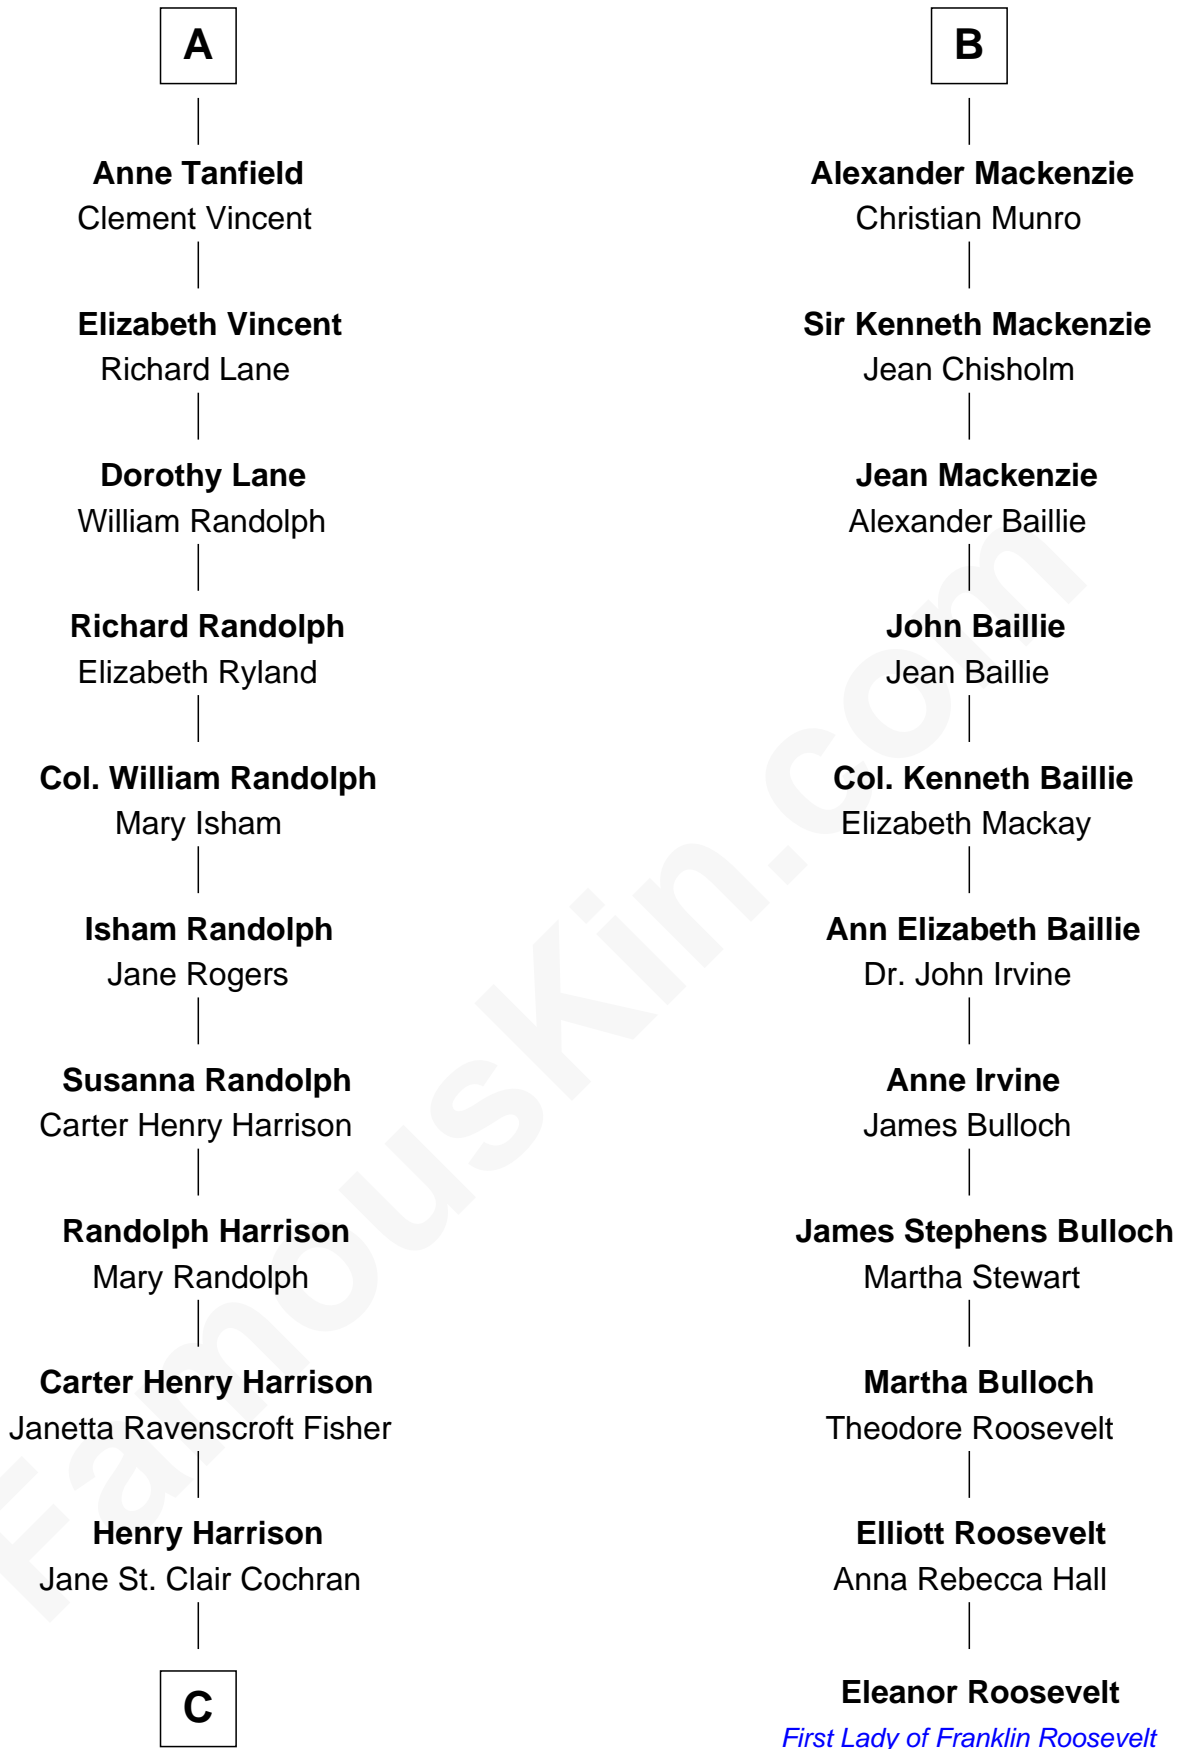 A
Anne Tanfield
Clement Vincent
Elizabeth Vincent
Richard Lane
Dorothy Lane
William Randolph
Richard Randolph
Elizabeth Ryland
Col. William Randolph
Mary Isham
Isham Randolph
Jane Rogers
Susanna Randolph
Carter Henry Harrison
Randolph Harrison
Mary Randolph
Carter Henry Harrison
Janetta Ravenscroft Fisher
Henry Harrison
Jane St. Clair Cochran
C
B
Alexander Mackenzie
Christian Munro
Sir Kenneth Mackenzie
Jean Chisholm
Jean Mackenzie
Alexander Baillie
John Baillie
Jean Baillie
Col. Kenneth Baillie
Elizabeth Mackay
Ann Elizabeth Baillie
Dr. John Irvine
Anne Irvine
James Bulloch
James Stephens Bulloch
Martha Stewart
Martha Bulloch
Theodore Roosevelt
Elliott Roosevelt
Anna Rebecca Hall
Eleanor Roosevelt
First Lady of Franklin Roosevelt
FamousKin.com